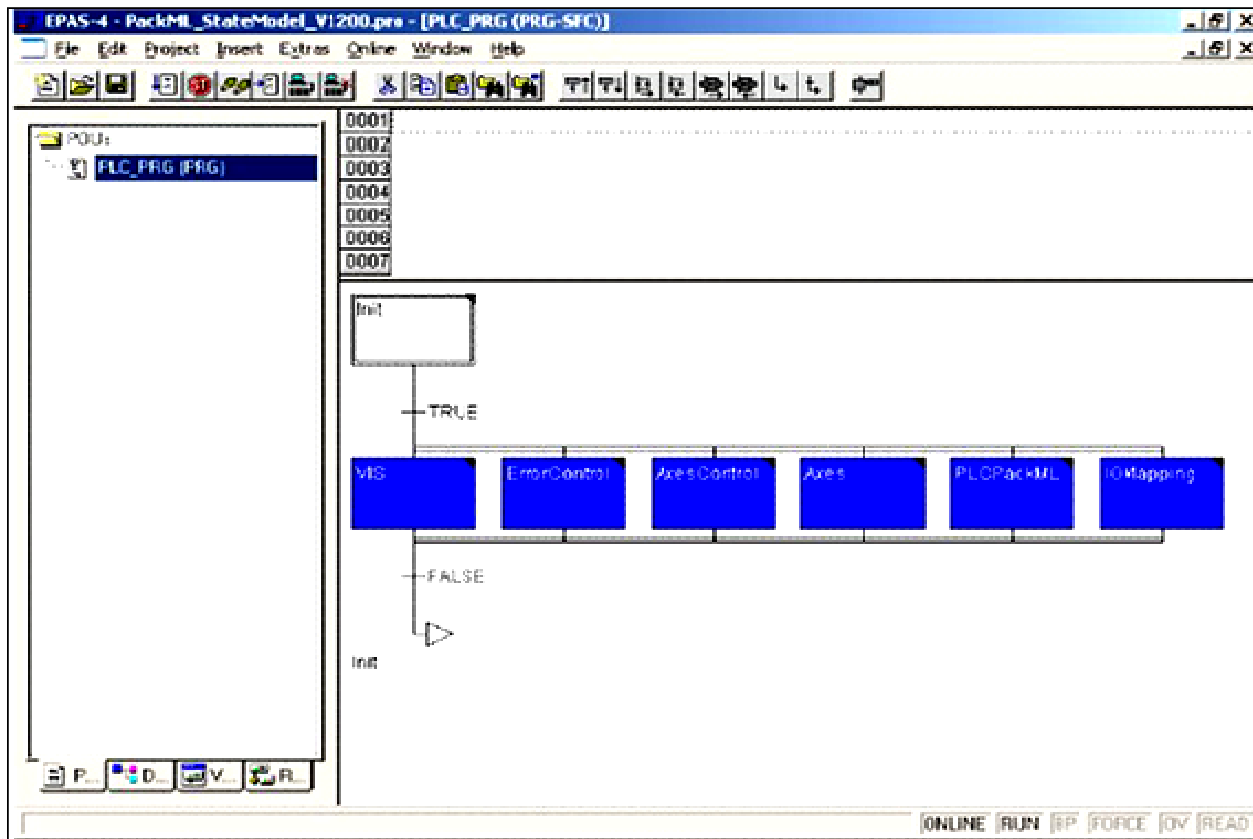 EPAS-4 - PackML_StateModel_V1200.pro - [PLC_PRG (PRG-SFC)]
File Edit Project Insert Extras Online Window Help
POUs
PLC_PRG (PRG)
0001
0002
0003
0004
0005
0006
0007
Init
TRUE
VIS ErrorControl AxesControl Axes PLCPackML IOMapping
FALSE
Init
P... D... V... R...
ONLINE RUN BP FORCE OV READ